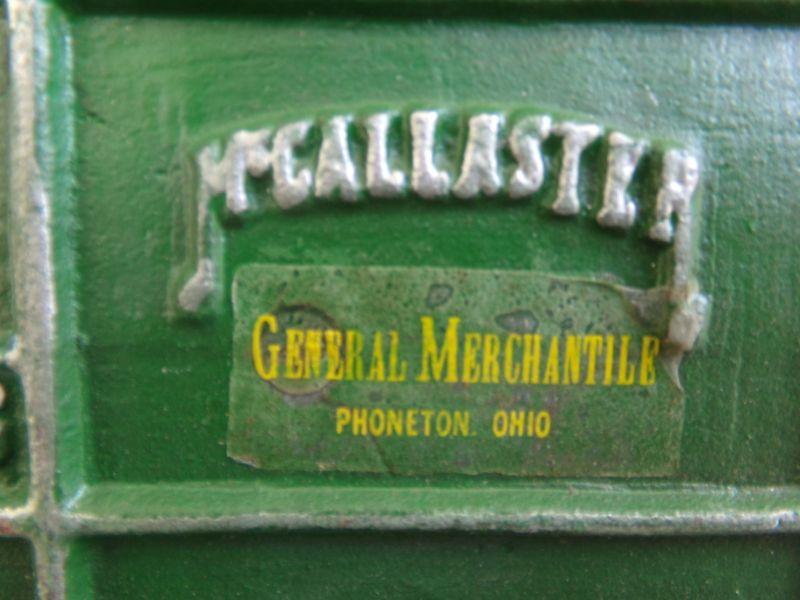 McCALLASTER
GENERAL MERCHANTILE
PHONETON, OHIO